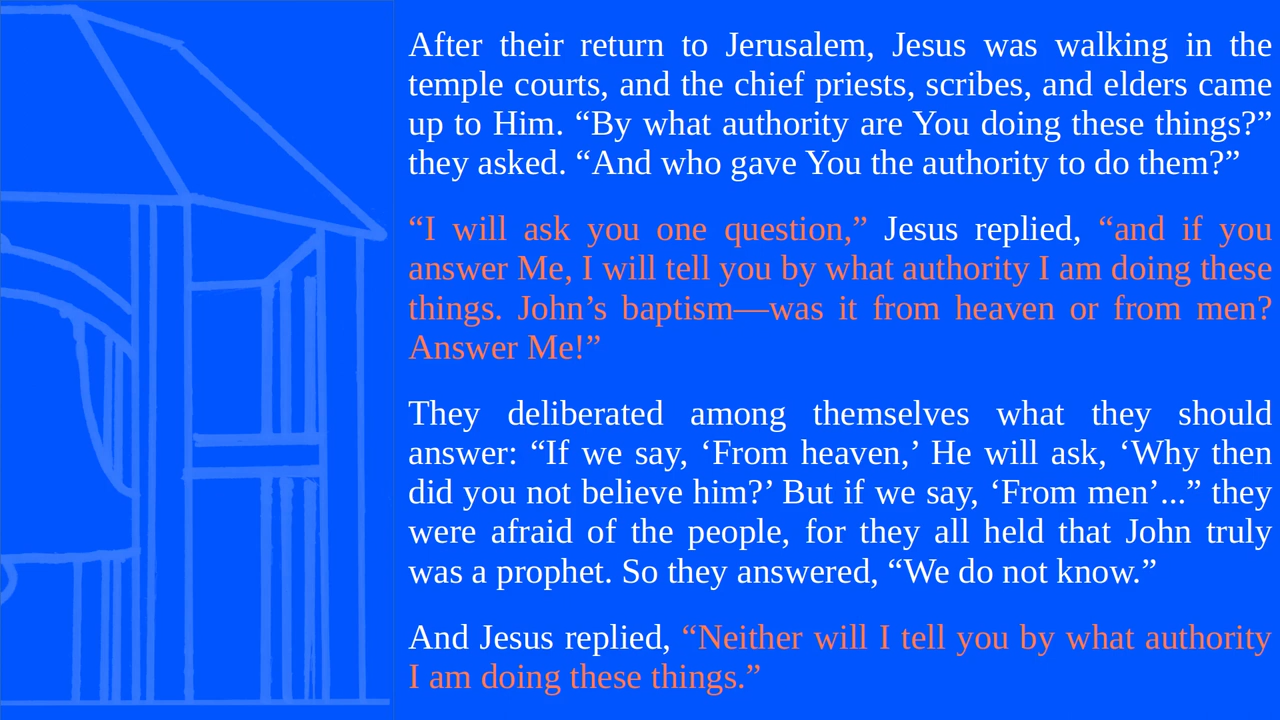 After their return to Jerusalem, Jesus was walking in the
temple courts, and the chief priests, scribes, and elders came
up to Him. “By what authority are You doing these things?”
they asked. “And who gave You the authority to do them?”
“I will ask you one question,” Jesus replied, “and if you
answer Me, I will tell you by what authority I am doing these
things. John’s baptism—was it from heaven or from men?
Answer Me!”
They deliberated among themselves what they should
answer: “If we say, ‘From heaven,’ He will ask, ‘Why then
did you not believe him?’ But if we say, ‘From men’...” they
were afraid of the people, for they all held that John truly
was a prophet. So they answered, “We do not know.”
And Jesus replied, “Neither will I tell you by what authority
I am doing these things.”